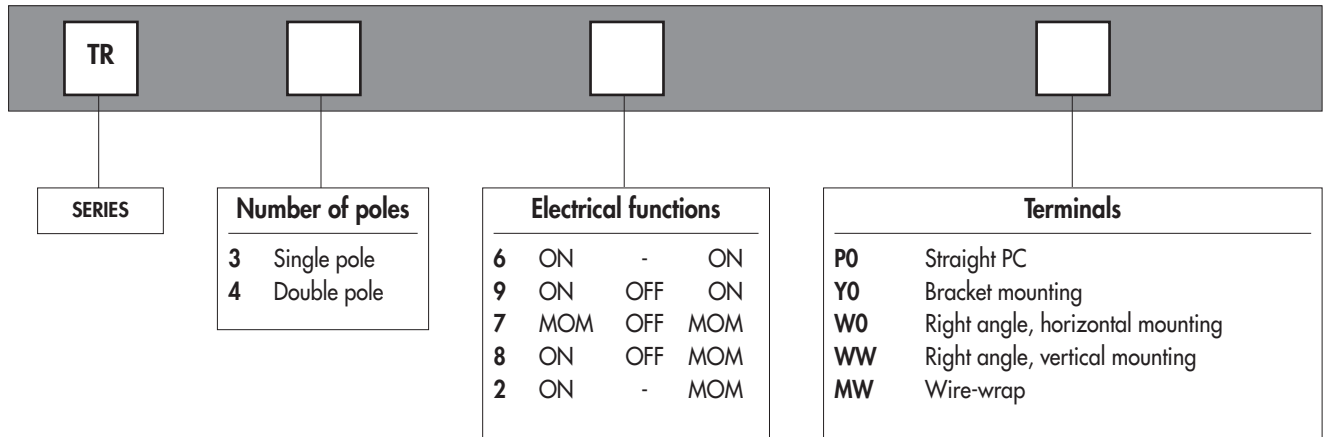 TR
SERIES
Number of poles
3 Single pole
4 Double pole
Electrical functions
6 ON - ON
9 ON OFF ON
7 MOM OFF MOM
8 ON OFF MOM
2 ON - MOM
Terminals
P0 Straight PC
Y0 Bracket mounting
W0 Right angle, horizontal mounting
WW Right angle, vertical mounting
MW Wire-wrap